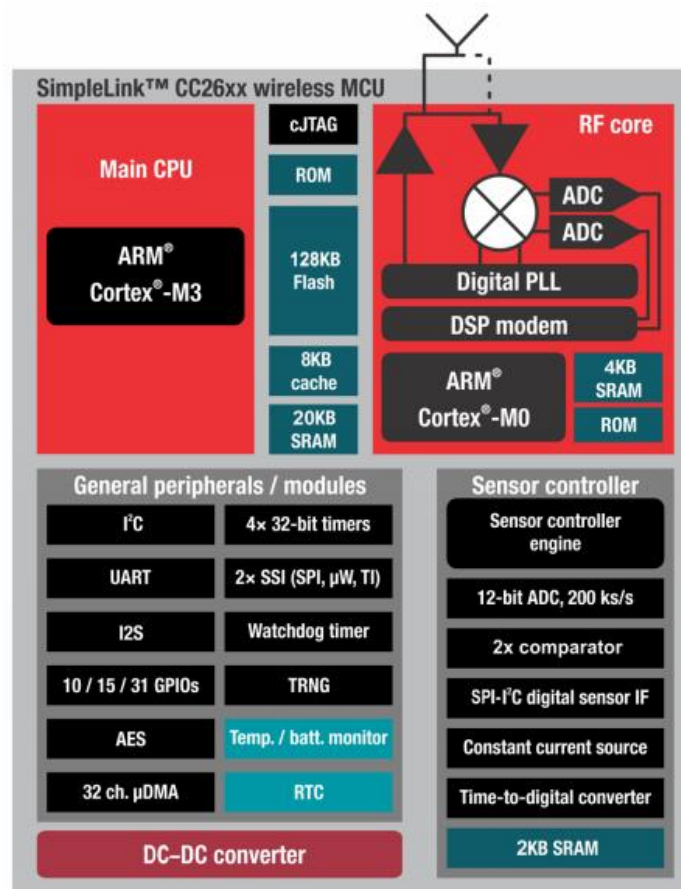 SimpleLink™ CC26xx wireless MCU
Main CPU
ARM®
Cortex®-M3
cJTAG
ROM
128KB
Flash
8KB
cache
20KB
SRAM
RF core
ADC
ADC
Digital PLL
DSP modem
ARM®
Cortex®-M0
4KB
SRAM
ROM
General peripherals / modules
I²C
4× 32-bit timers
UART
2× SSI (SPI, µW, TI)
I2S
Watchdog timer
10 / 15 / 31 GPIOs
TRNG
AES
Temp. / batt. monitor
32 ch. µDMA
RTC
DC–DC converter
Sensor controller
Sensor controller
engine
12-bit ADC, 200 ks/s
2x comparator
SPI-I²C digital sensor IF
Constant current source
Time-to-digital converter
2KB SRAM